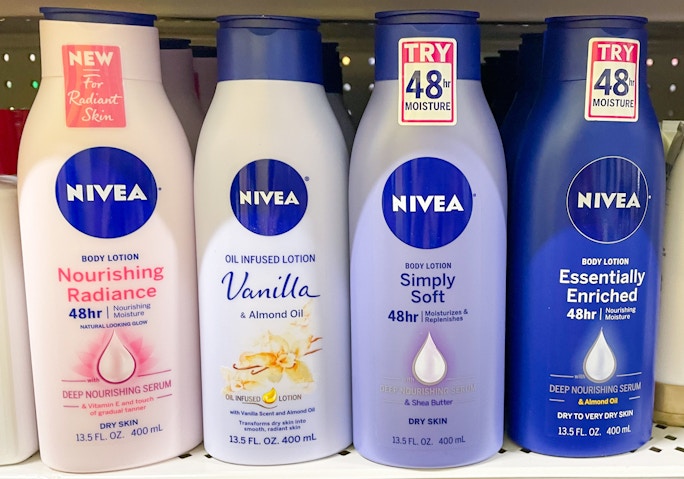 NEW
For
Radiant
Skin
NIVEA
BODY LOTION
Nourishing
Radiance
48hr | Nourishing
Moisture
NATURAL LOOKING GLOW
with
DEEP NOURISHING SERUM
& Vitamin E and touch
of gradual tanner
DRY SKIN
13.5 FL. OZ. 400 mL
NIVEA
OIL INFUSED LOTION
Vanilla
& Almond Oil
OIL INFUSED LOTION
with Vanilla Scent and Almond Oil
Transforms dry skin into
smooth, radiant skin
13.5 FL. OZ. 400 mL
TRY
48hr
MOISTURE
NIVEA
BODY LOTION
Simply
Soft
48hr | Moisturizes &
Replenishes
with
DEEP NOURISHING SERUM
& Shea Butter
DRY SKIN
13.5 FL. OZ. 400 mL
TRY
48hr
MOISTURE
NIVEA
BODY LOTION
Essentially
Enriched
48hr | Nourishing
Moisture
with
DEEP NOURISHING SERUM
& Almond Oil
DRY TO VERY DRY SKIN
13.5 FL. OZ. 400 mL